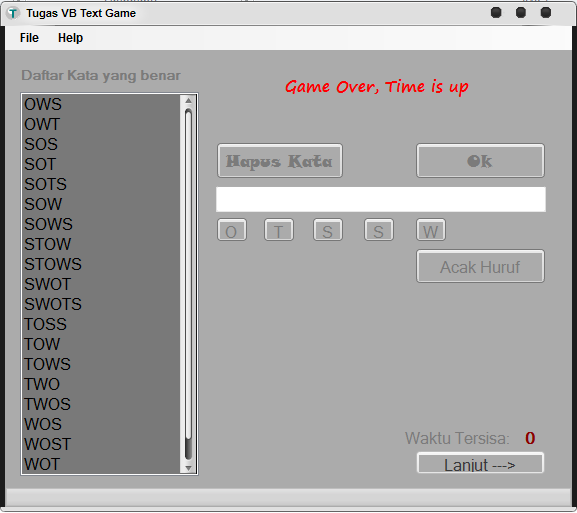 Tugas VB Text Game
File Help
Daftar Kata yang benar
Game Over, Time is up
OWS
OWT
SOS
SOT
SOTS
SOW
SOWS
STOW
STOWS
SWOT
SWOTS
TOSS
TOW
TOWS
TWO
TWOS
WOS
WOST
WOT
Hapus Kata
Ok
O T S S W
Acak Huruf
Waktu Tersisa: 0
Lanjut --->